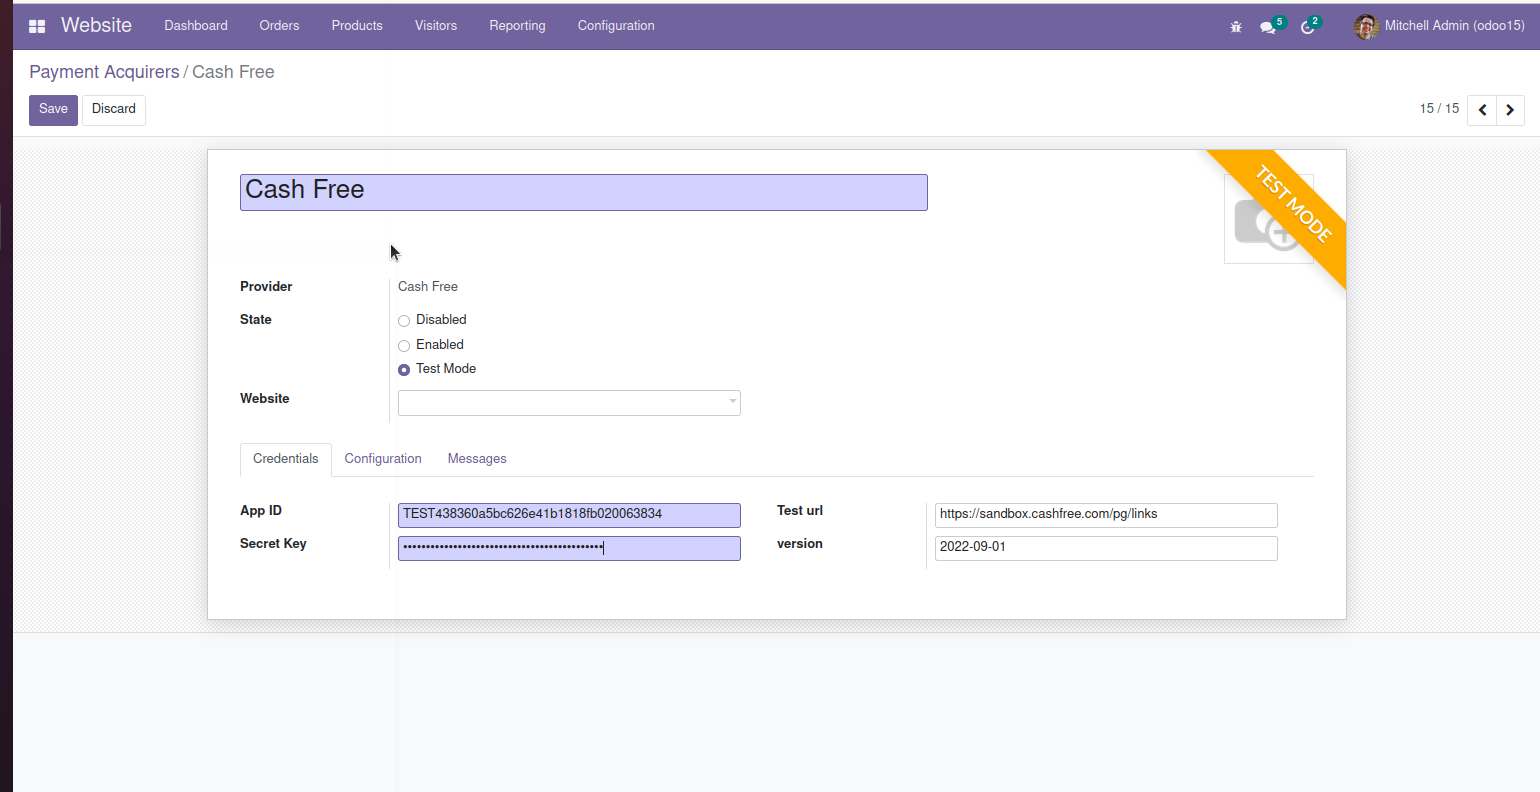 Website Dashboard Orders Products Visitors Reporting Configuration 5 2 Mitchell Admin (odoo15)
Payment Acquirers / Cash Free
Save Discard 15 / 15
Cash Free
TEST MODE
Provider Cash Free
State Disabled
Enabled
Test Mode
Website
Credentials Configuration Messages
App ID TEST438360a5bc626e41b1818fb020063834 Test url https://sandbox.cashfree.com/pg/links
Secret Key version 2022-09-01